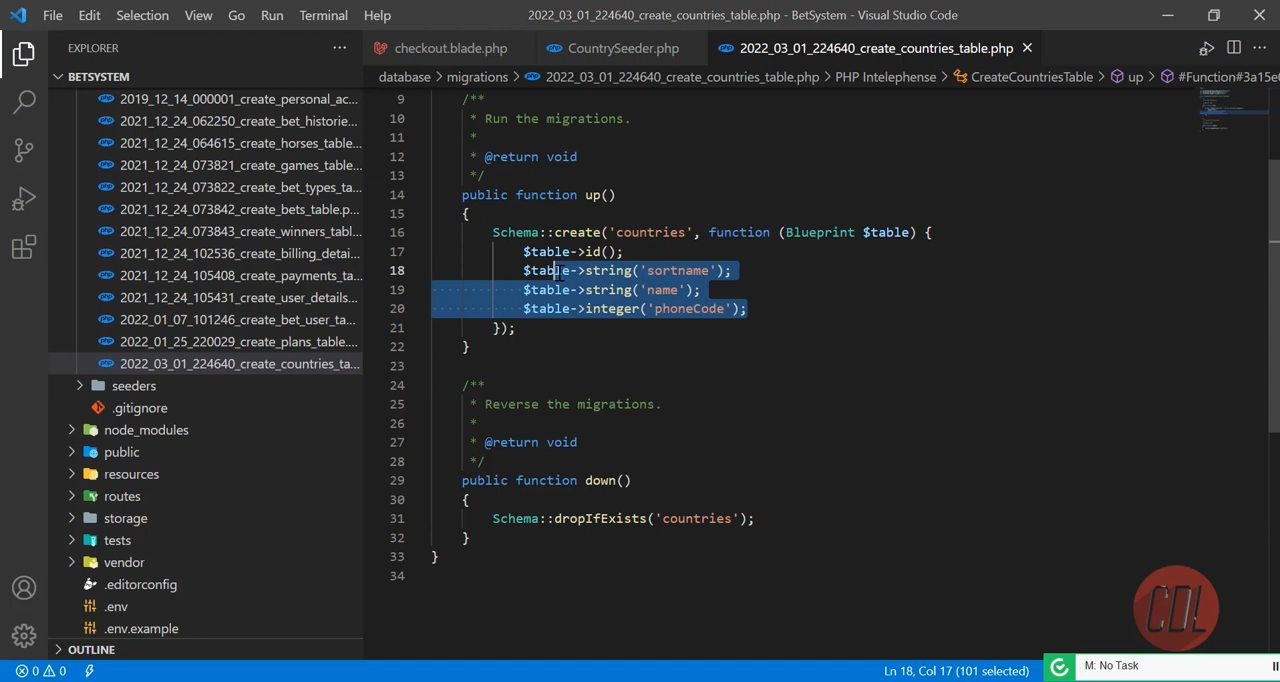 File Edit Selection View Go Run Terminal Help
2022_03_01_224640_create_countries_table.php - BetSystem - Visual Studio Code
EXPLORER
checkout.blade.php
CountrySeeder.php
2022_03_01_224640_create_countries_table.php
BETSYSTEM
database > migrations > 2022_03_01_224640_create_countries_table.php > PHP Intelephense > CreateCountriesTable > up > #Function#3a15e
2019_12_14_000001_create_personal_ac...
2021_12_24_062250_create_bet_historie...
2021_12_24_064615_create_horses_table...
2021_12_24_073821_create_games_table...
2021_12_24_073822_create_bet_types_ta...
2021_12_24_073842_create_bets_table.p...
2021_12_24_073843_create_winners_tabl...
2021_12_24_102536_create_billing_detai...
2021_12_24_105408_create_payments_ta...
2021_12_24_105431_create_user_details...
2022_01_07_101246_create_bet_user_ta...
2022_01_25_220029_create_plans_table....
2022_03_01_224640_create_countries_ta...
seeders
.gitignore
node_modules
public
resources
routes
storage
tests
vendor
.editorconfig
.env
.env.example
OUTLINE
9 /**
10 * Run the migrations.
11 *
12 * @return void
13 */
14 public function up()
15 {
16 Schema::create('countries', function (Blueprint $table) {
17 $table->id();
18 $table->string('sortname');
19 $table->string('name');
20 $table->integer('phoneCode');
21 });
22 }
23
24 /**
25 * Reverse the migrations.
26 *
27 * @return void
28 */
29 public function down()
30 {
31 Schema::dropIfExists('countries');
32 }
33 }
34
CDL
0 0
Ln 18, Col 17 (101 selected)
M: No Task